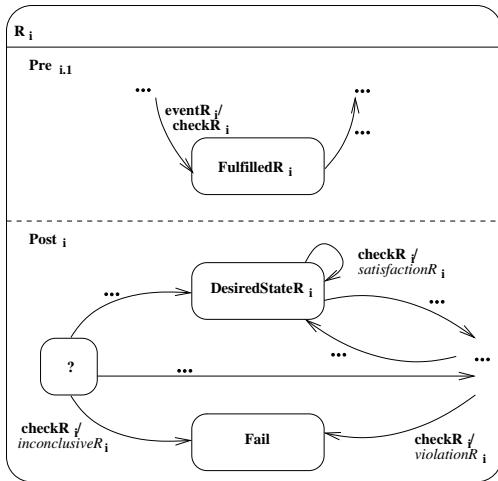 R i
Pre i.1
...
...
eventR i/
checkR i
...
FulfilledR i
Post i
checkR i/
satisfactionR i
DesiredStateR i
...
...
...
...
?
...
checkR i/
inconclusiveR i
Fail
checkR i/
violationR i